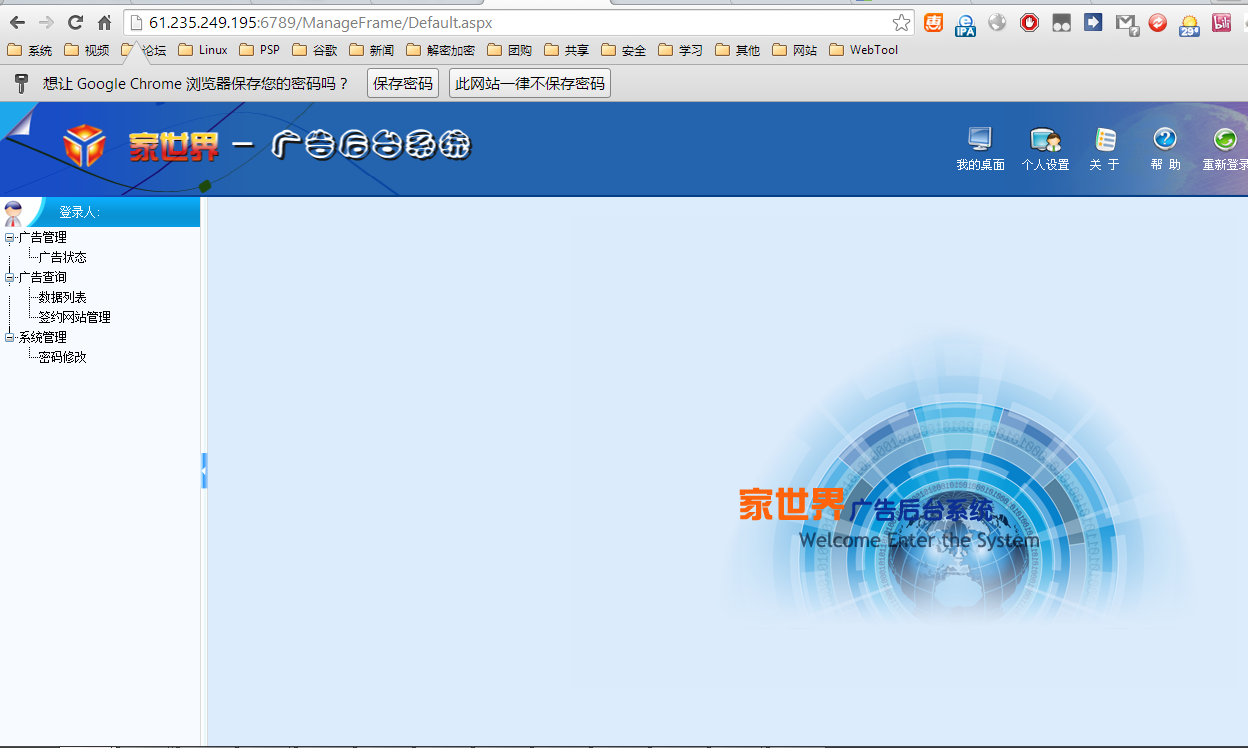 61.235.249.195:6789/ManageFrame/Default.aspx
系统 视频 论坛 Linux PSP 谷歌 新闻 解密加密 团购 共享 安全 学习 其他 网站 WebTool
想让 Google Chrome 浏览器保存您的密码吗？ 保存密码 此网站一律不保存密码
家世界 — 广告后台系统
我的桌面 个人设置 关 于 帮 助 重新登录
登录人:
广告管理
广告状态
广告查询
数据列表
签约网站管理
系统管理
密码修改
家世界广告后台系统
Welcome Enter the System